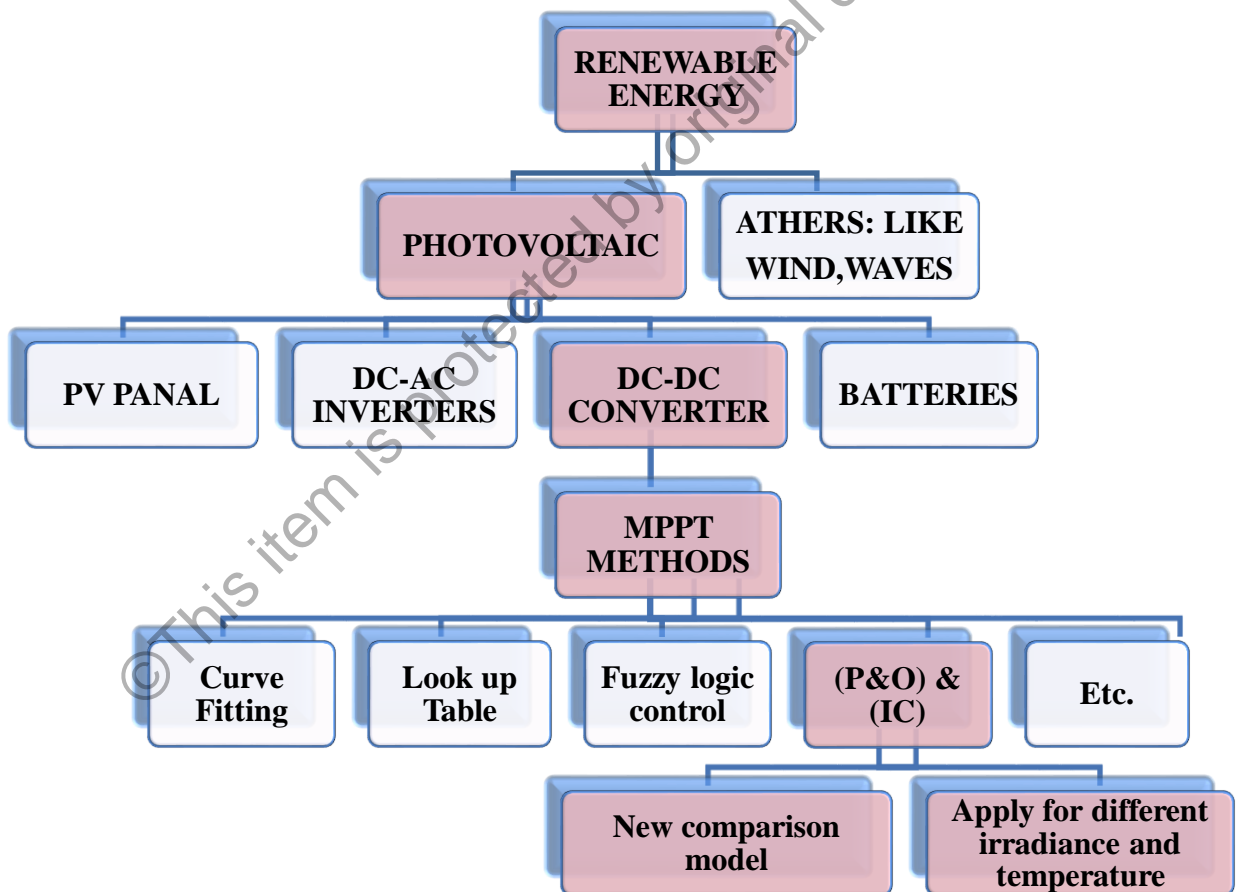 RENEWABLE
ENERGY
PHOTOVOLTAIC
ATHERS: LIKE
WIND,WAVES
PV PANAL
DC-AC
INVERTERS
DC-DC
CONVERTER
BATTERIES
MPPT
METHODS
Curve
Fitting
Look up
Table
Fuzzy logic
control
(P&O) &
(IC)
Etc.
New comparison
model
Apply for different
irradiance and
temperature
©This item is protected by original